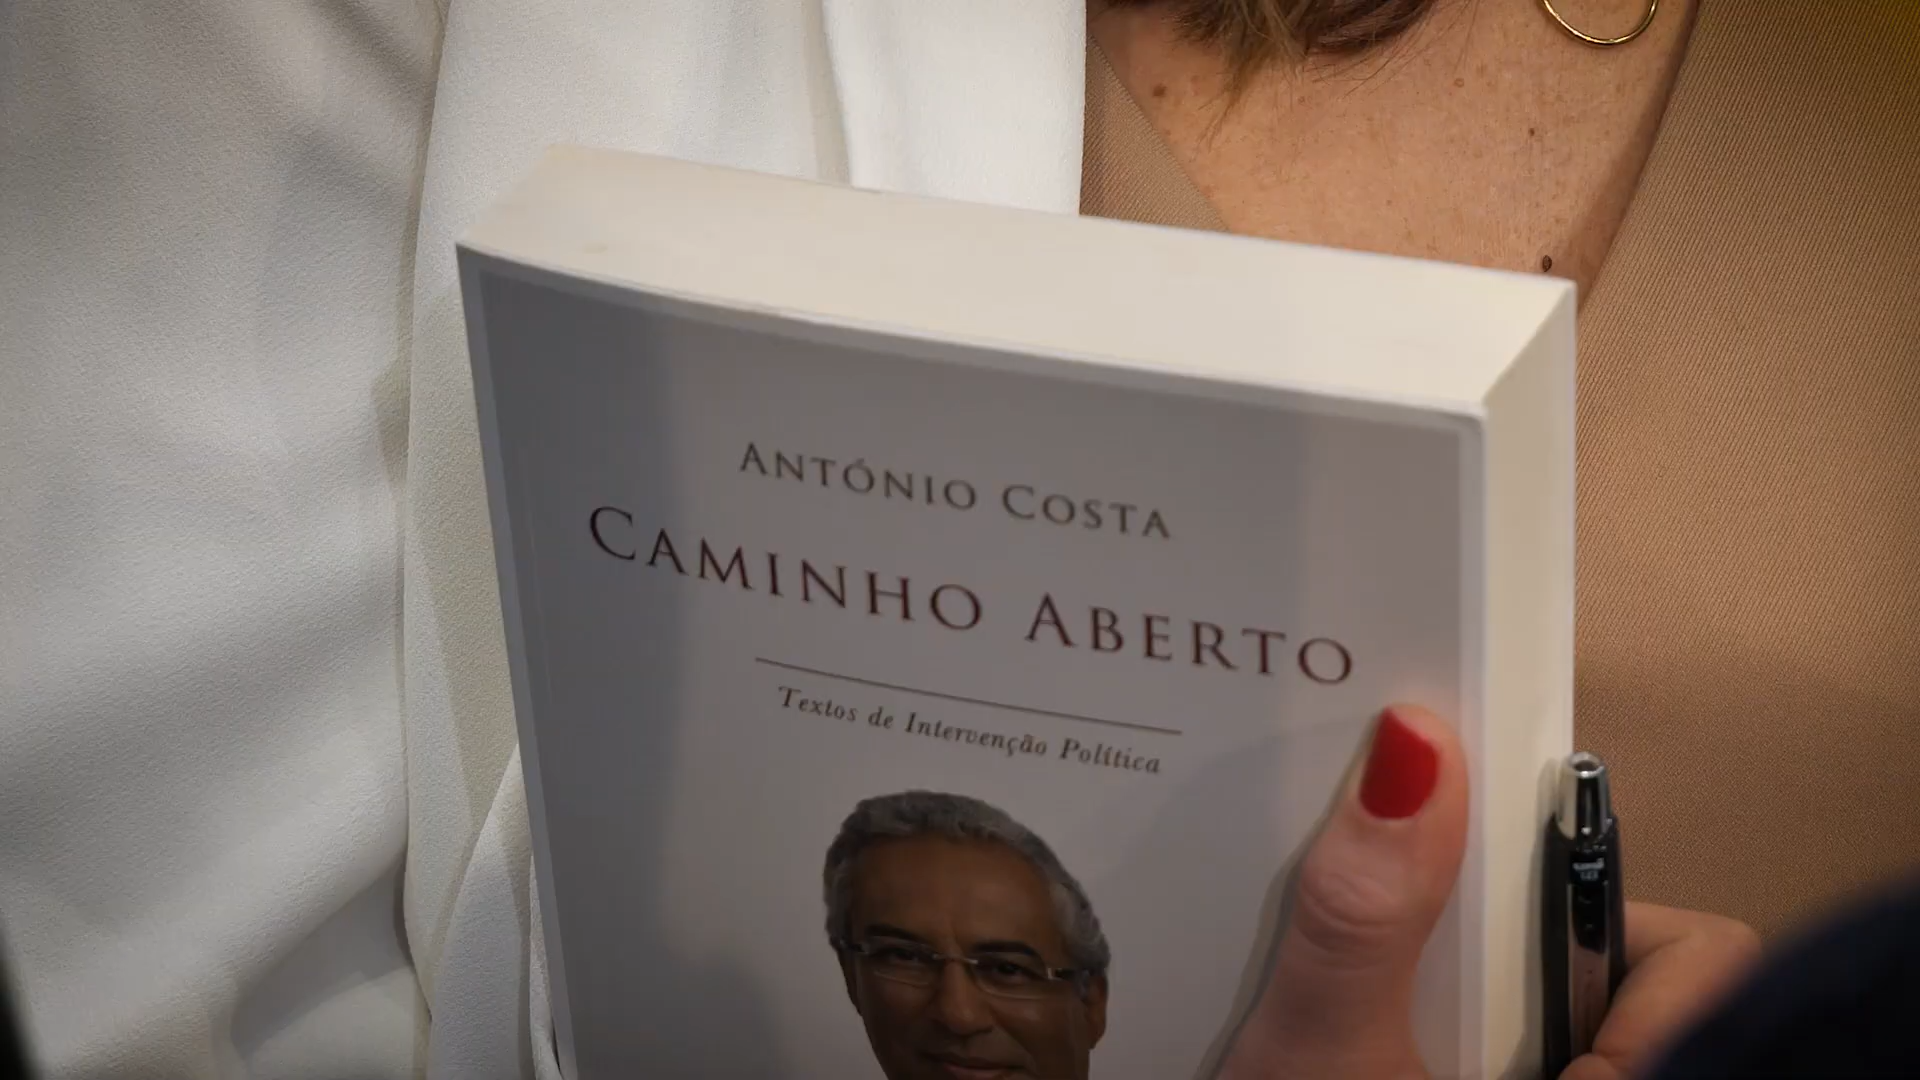 ANTÓNIO COSTA
CAMINHO ABERTO
Textos de Intervenção Política